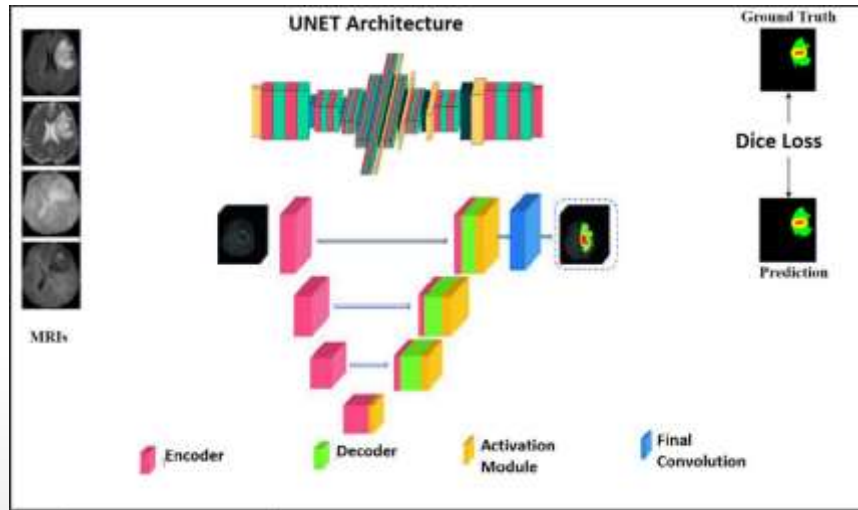 UNET Architecture
Ground Truth
Dice Loss
Prediction
MRIs
Encoder
Decoder
Activation
Module
Final
Convolution